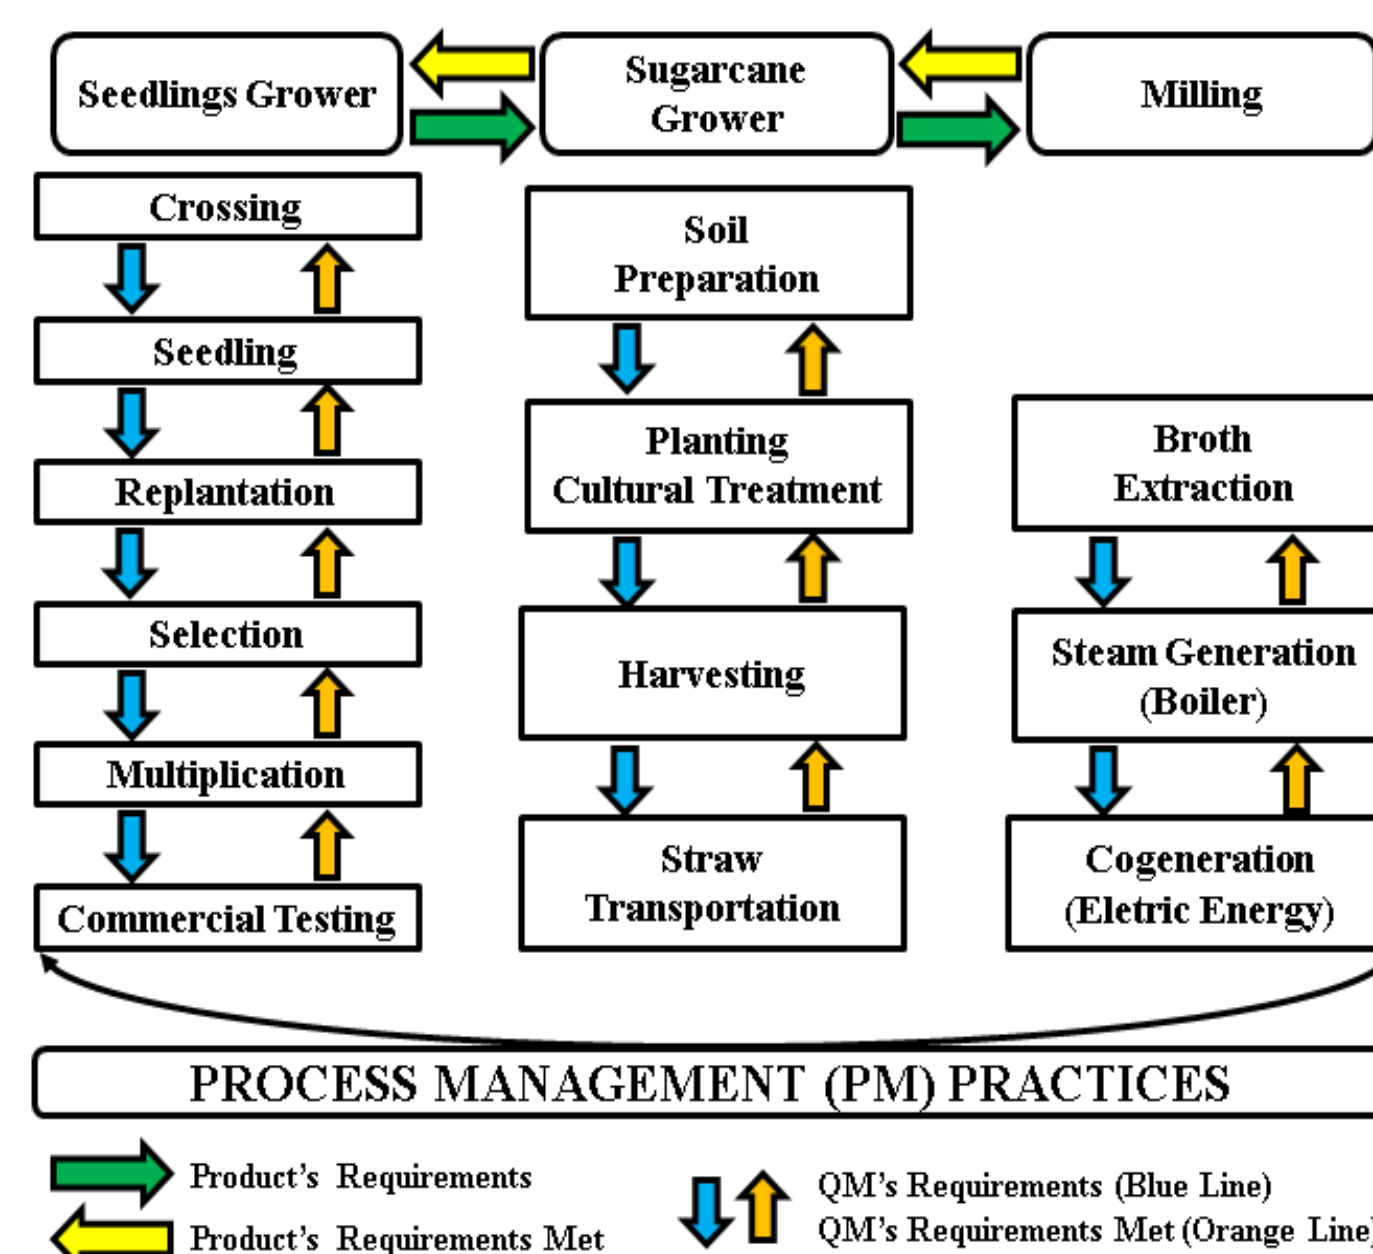 Seedlings Grower
Sugarcane
Grower
Milling
Crossing
Seedling
Replantation
Selection
Multiplication
Commercial Testing
Soil
Preparation
Planting
Cultural Treatment
Harvesting
Straw
Transportation
Broth
Extraction
Steam Generation
(Boiler)
Cogeneration
(Eletric Energy)
PROCESS MANAGEMENT (PM) PRACTICES
Product's Requirements
Product's Requirements Met
QM's Requirements (Blue Line)
QM's Requirements Met (Orange Line)